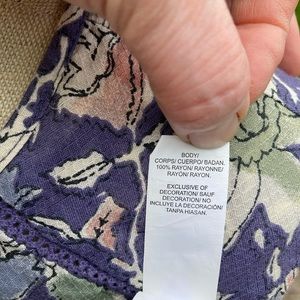 BODY/
CORPS/ CUERPO/ BADAN.
100% RAYON/ RAYONNE/
RAYÓN/ RAYON.
EXCLUSIVE OF
DECORATION/ SAUF
DECORATION/ NO
INCLUYE LA DECORACIÓN/
TANPA HIASAN.